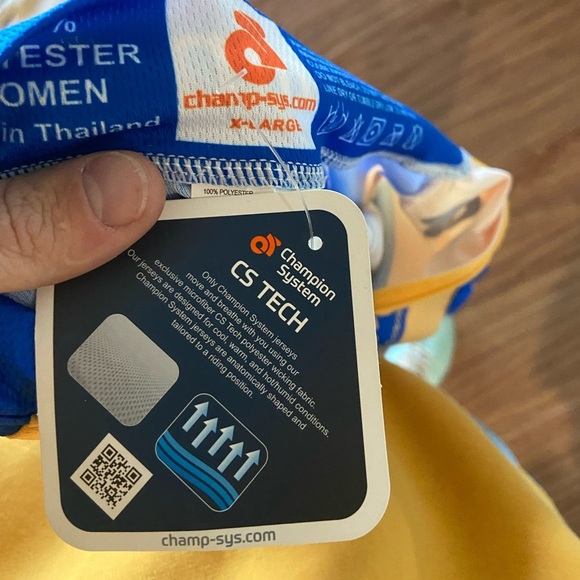 %
ESTER
OMEN
in Thailand
champ-sys.com
X-LARGE
100% POLYESTER
Champion
System
CS TECH
Only Champion System jerseys
move and breathe with you using our
exclusive microfiber CS Tech polyester wicking fabric.
Our jerseys are designed for cool, warm, and hot/humid conditions.
Champion System jerseys are anatomically shaped and
tailored to a riding position.
champ-sys.com